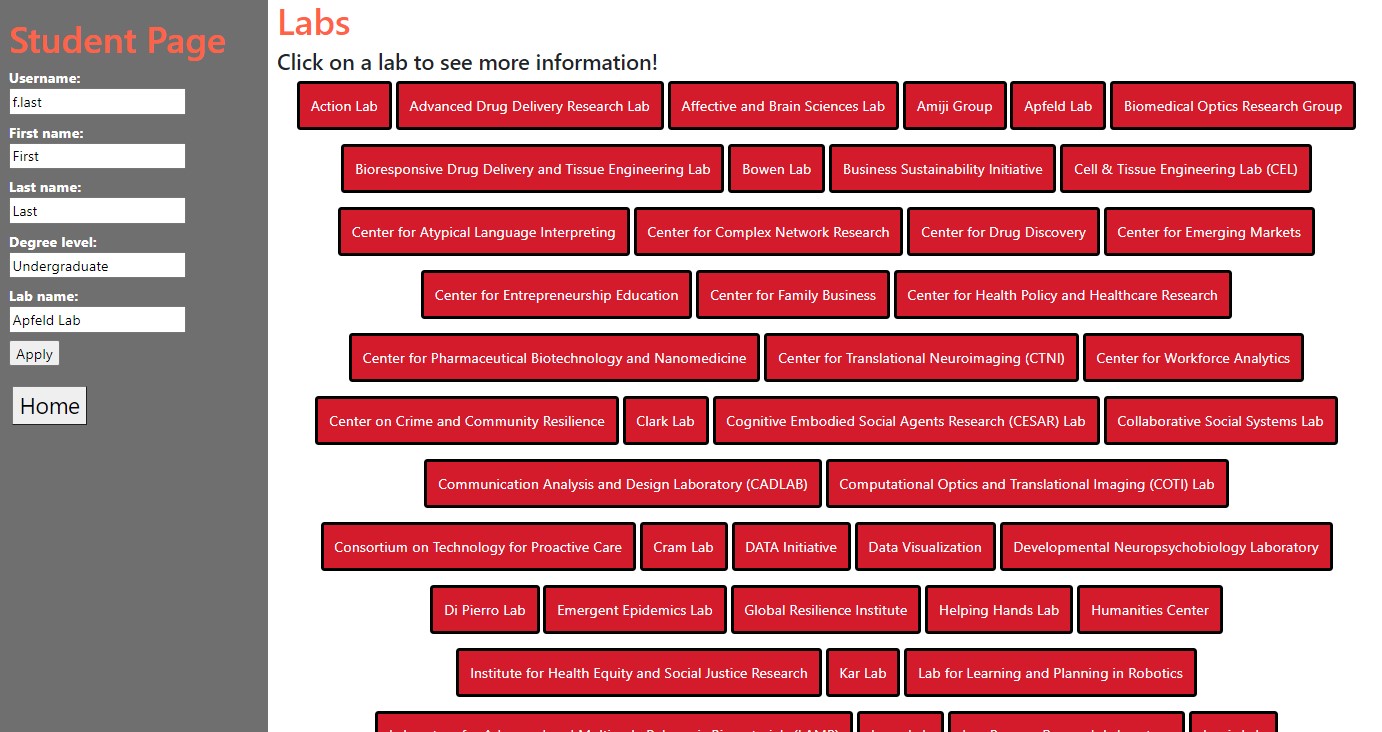 Student Page
Username:
f.last
First name:
First
Last name:
Last
Degree level:
Undergraduate
Lab name:
Apfeld Lab
Apply
Home
Labs
Click on a lab to see more information!
Action Lab Advanced Drug Delivery Research Lab Affective and Brain Sciences Lab Amiji Group Apfeld Lab Biomedical Optics Research Group
Bioresponsive Drug Delivery and Tissue Engineering Lab Bowen Lab Business Sustainability Initiative Cell & Tissue Engineering Lab (CEL)
Center for Atypical Language Interpreting Center for Complex Network Research Center for Drug Discovery Center for Emerging Markets
Center for Entrepreneurship Education Center for Family Business Center for Health Policy and Healthcare Research
Center for Pharmaceutical Biotechnology and Nanomedicine Center for Translational Neuroimaging (CTNI) Center for Workforce Analytics
Center on Crime and Community Resilience Clark Lab Cognitive Embodied Social Agents Research (CESAR) Lab Collaborative Social Systems Lab
Communication Analysis and Design Laboratory (CADLAB) Computational Optics and Translational Imaging (COTI) Lab
Consortium on Technology for Proactive Care Cram Lab DATA Initiative Data Visualization Developmental Neuropsychobiology Laboratory
Di Pierro Lab Emergent Epidemics Lab Global Resilience Institute Helping Hands Lab Humanities Center
Institute for Health Equity and Social Justice Research Kar Lab Lab for Learning and Planning in Robotics